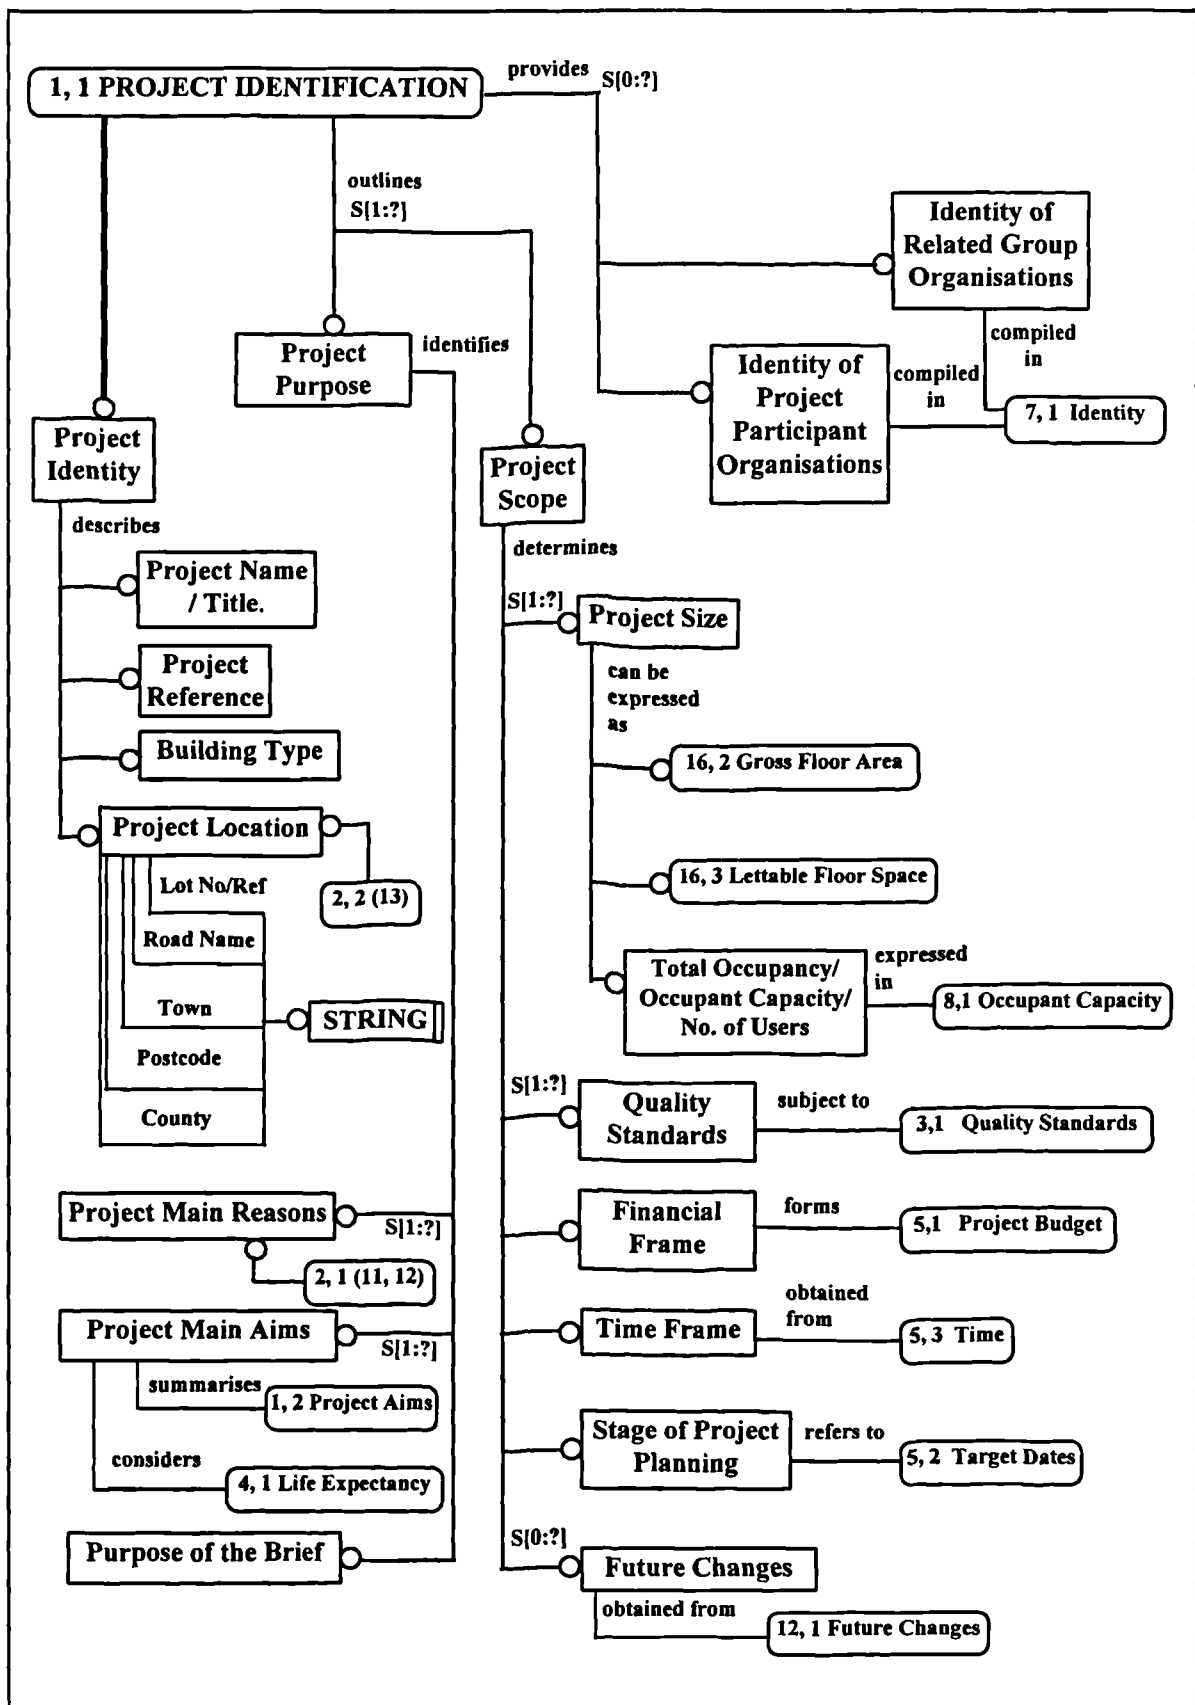 1, 1 PROJECT IDENTIFICATION
provides
S[0:?]
outlines
S[1:?]
Identity of
Related Group
Organisations
compiled
in
Project
Purpose
identifies
Identity of
Project
Participant
Organisations
compiled
in
7, 1 Identity
Project
Identity
Project
Scope
describes
determines
Project Name
/ Title.
S[1:?]
Project Size
Project
Reference
can be
expressed
as
Building Type
16, 2 Gross Floor Area
Project Location
2, 2 (13)
Lot No/Ref
Road Name
Town
Postcode
County
STRING
16, 3 Lettable Floor Space
Total Occupancy/
Occupant Capacity/
No. of Users
expressed
in
8,1 Occupant Capacity
S[1:?]
Quality
Standards
subject to
3,1 Quality Standards
Project Main Reasons
S[1:?]
2, 1 (11, 12)
Financial
Frame
forms
5,1 Project Budget
Project Main Aims
S[1:?]
summarises
1, 2 Project Aims
considers
4, 1 Life Expectancy
Time Frame
obtained
from
5, 3 Time
Stage of Project
Planning
refers to
5, 2 Target Dates
Purpose of the Brief
S[0:?]
Future Changes
obtained from
12, 1 Future Changes